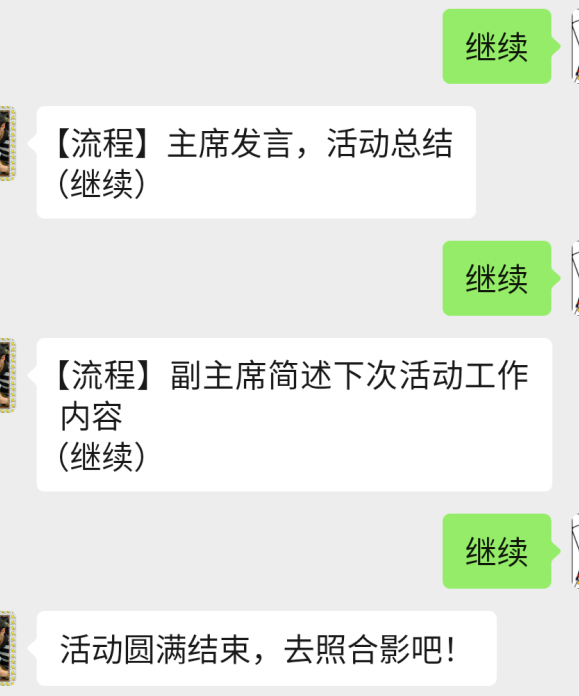 继续
【流程】主席发言，活动总结
（继续）
继续
【流程】副主席简述下次活动工作
内容
（继续）
继续
活动圆满结束，去照合影吧！